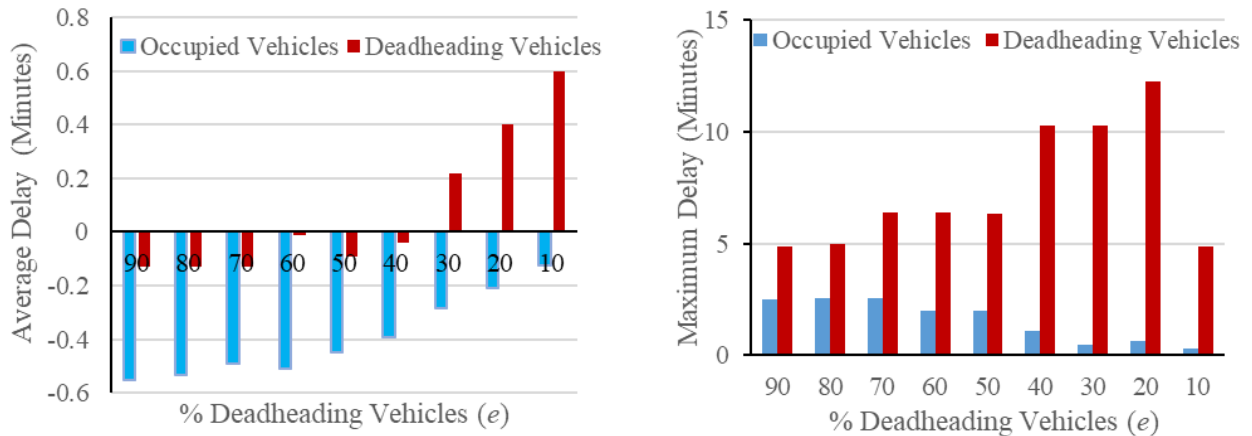 0.8
Occupied Vehicles
Deadheading Vehicles
0.6
0.4
0.2
0
90 80 70 60 50 40 30 20 10
-0.2
-0.4
-0.6
Average Delay (Minutes)
% Deadheading Vehicles (e)
15
Occupied Vehicles
Deadheading Vehicles
10
5
0
90 80 70 60 50 40 30 20 10
Maximum Delay (Minutes)
% Deadheading Vehicles (e)